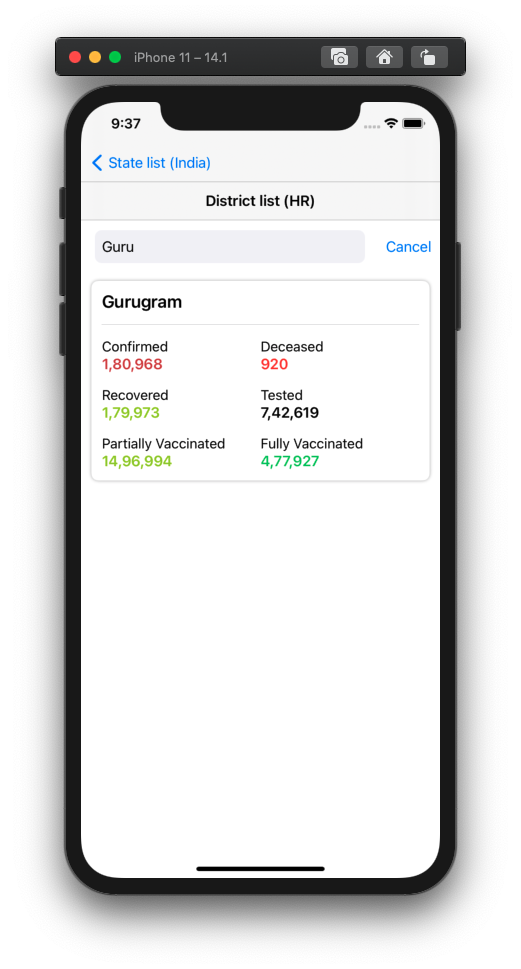 iPhone 11 – 14.1
9:37
State list (India)
District list (HR)
Guru
Cancel
Gurugram
Confirmed
Deceased
1,80,968
920
Recovered
Tested
1,79,973
7,42,619
Partially Vaccinated
Fully Vaccinated
14,96,994
4,77,927